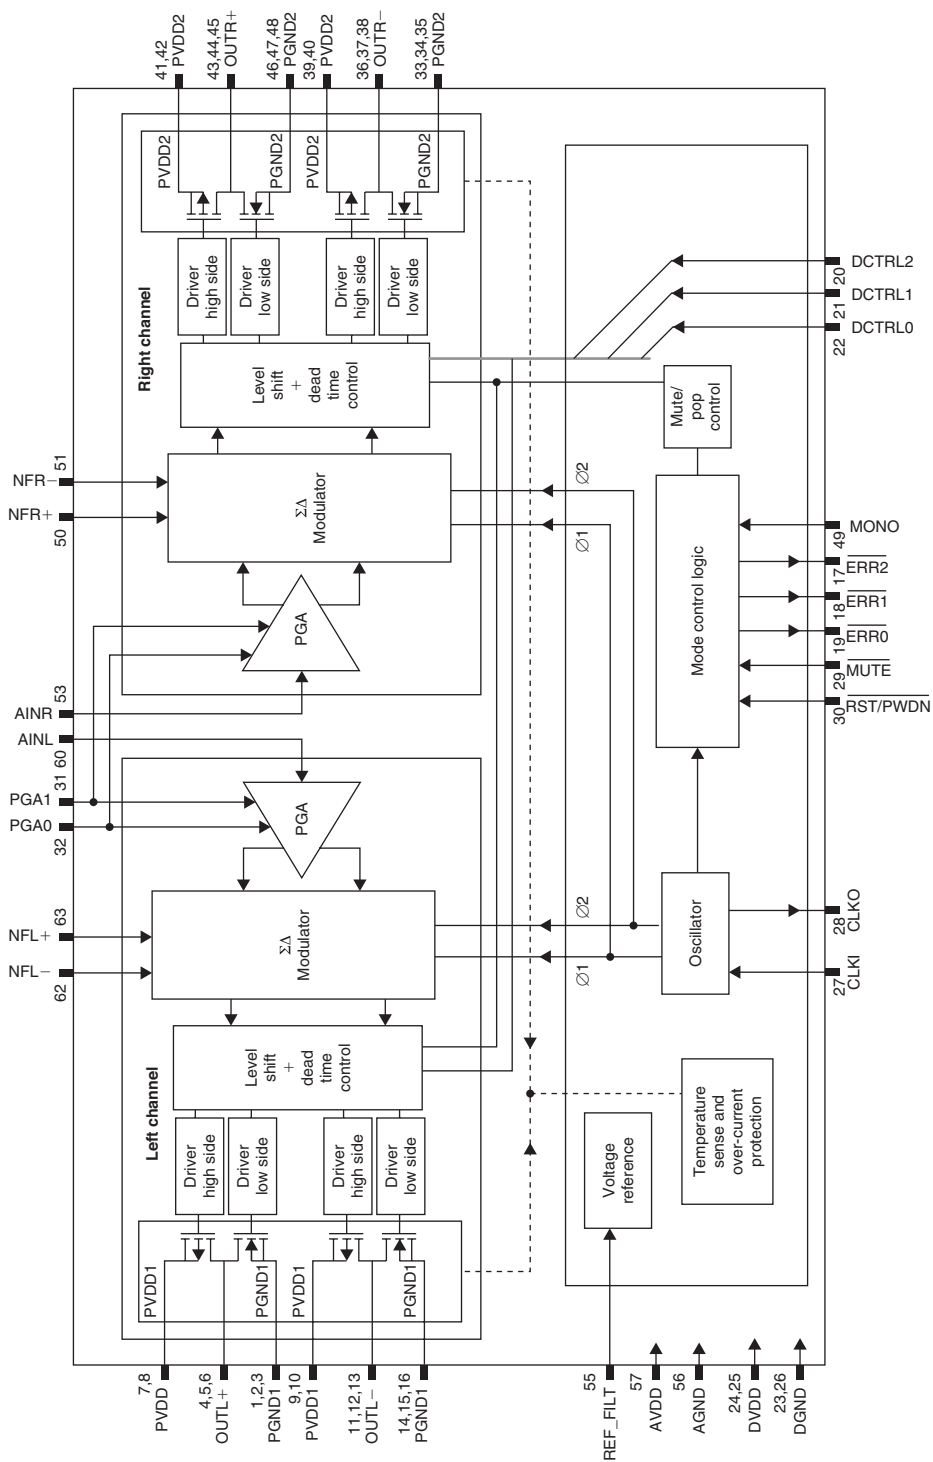 41,42
PVDD2
43,44,45
OUTR+
46,47,48
PGND2
39,40
PVDD2
36,37,38
OUTR−
33,34,35
PGND2
PVDD2
PGND2
PVDD2
PGND2
Driver
high side
Driver
low side
Driver
high side
Driver
low side
Right channel
Level
shift
+
dead
time
control
ΣΔ
Modulator
PGA
NFR−
51
NFR+
50
AINR
53
AINL
60
PGA1
31
PGA0
32
NFL+
63
NFL−
62
PGA
ΣΔ
Modulator
Left channel
Level
shift
+
dead
time
control
Driver
high side
Driver
low side
Driver
high side
Driver
low side
PVDD1
PGND1
PVDD1
PGND1
7,8
PVDD
4,5,6
OUTL+
1,2,3
PGND1
9,10
PVDD1
11,12,13
OUTL−
14,15,16
PGND1
Ø2
Ø1
Ø2
Ø1
Mute/
pop
control
Mode control logic
Oscillator
Temperature
sense and
over-current
protection
Voltage
reference
DCTRL2
20
DCTRL1
21
DCTRL0
22
MONO
49
ERR2
17
ERR1
18
ERR0
19
MUTE
29
RST/PWDN
30
28
CLKO
27
CLKI
55
REF_FILT
57
AVDD
56
AGND
24,25
DVDD
23,26
DGND